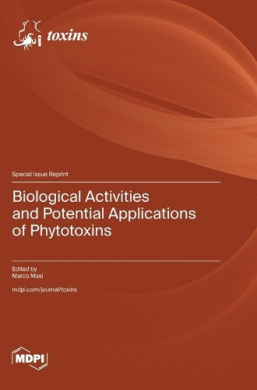 toxins
Special Issue Reprint
Biological Activities
and Potential Applications
of Phytotoxins
Edited by
Marco Masi
mdpi.com/journal/toxins
MDPI